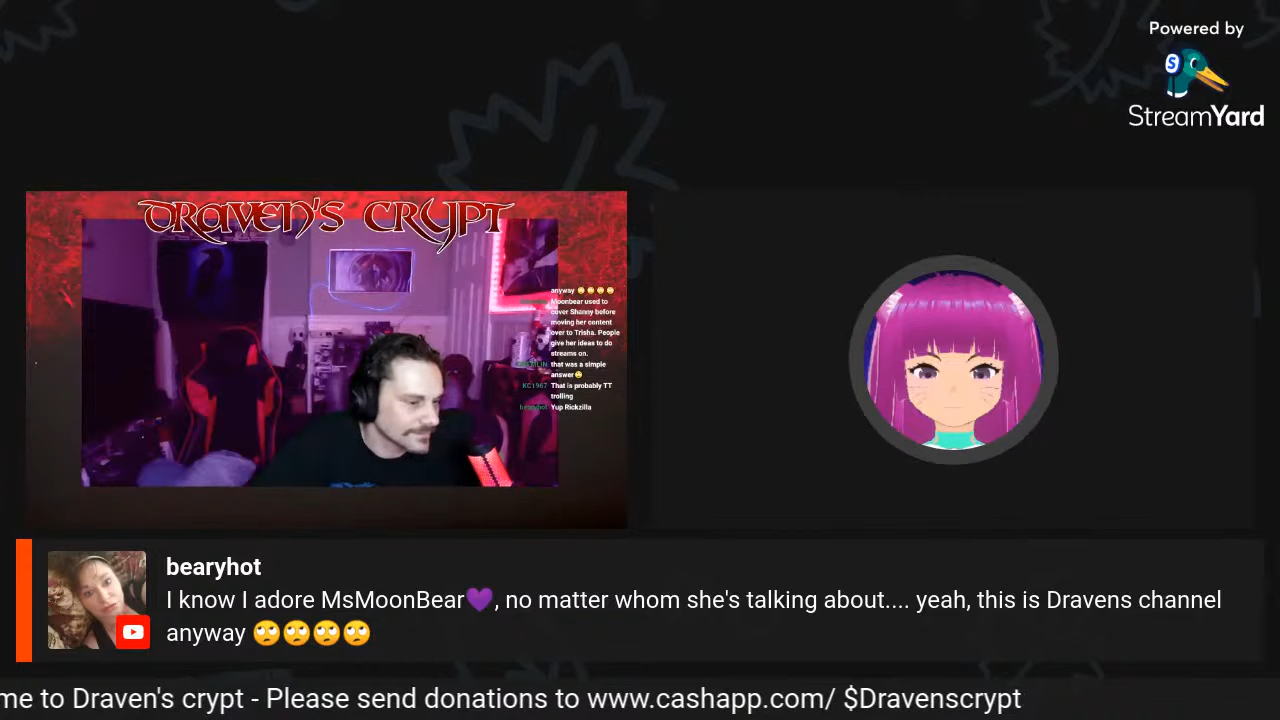 Powered by
S
StreamYard
DRAVEN'S CRYPT
anyway 🙄🙄🙄🙄
Moonbear used to
cover Shanny before
moving her content
over to Trisha. People
give her ideas to do
streams on.
that was a simple
answer🙄
KC1967 That is probably TT
trolling
bearyhot Yup Rickzilla
bearyhot
I know I adore MsMoonBear💜, no matter whom she's talking about.... yeah, this is Dravens channel
anyway 🙄🙄🙄🙄
me to Draven's crypt - Please send donations to www.cashapp.com/ $Dravenscrypt